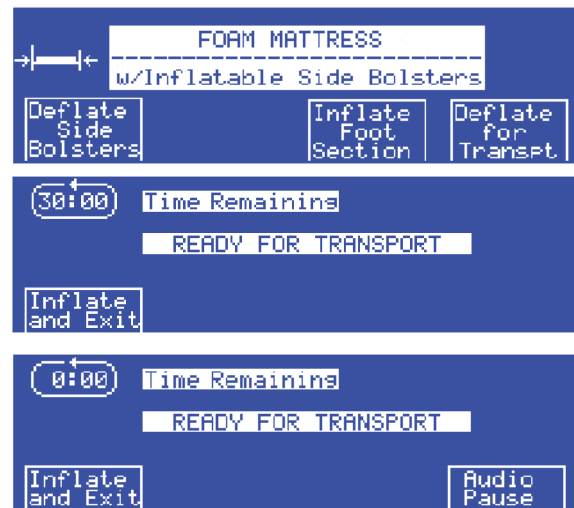 FOAM MATTRESS
w/Inflatable Side Bolsters
Deflate Side Bolsters
Inflate Foot Section
Deflate for Transpt
30:00 Time Remaining
READY FOR TRANSPORT
Inflate and Exit
0:00 Time Remaining
READY FOR TRANSPORT
Inflate and Exit
Audio Pause